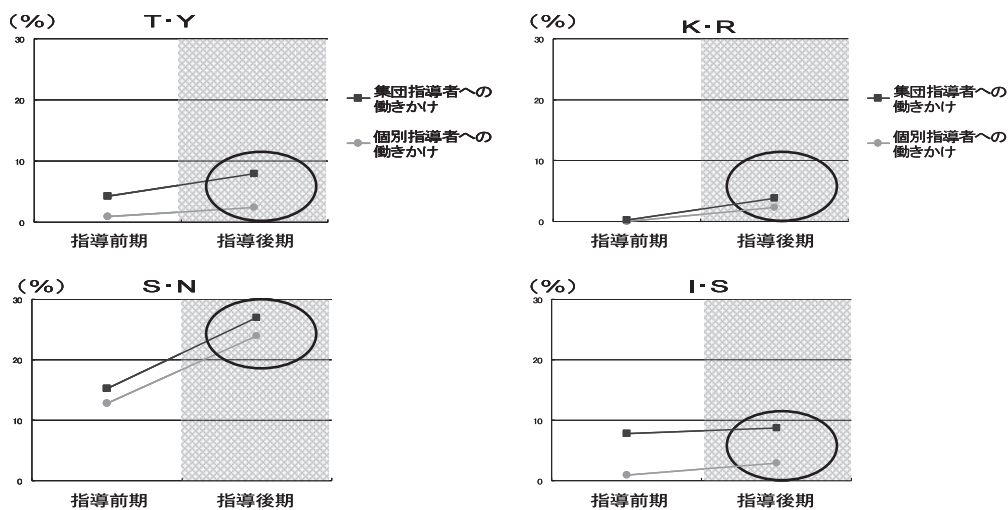 （%）
T・Y
30
20
10
0
指導前期
指導後期
集団指導者への
働きかけ
個別指導者への
働きかけ
（%）
K・R
30
20
10
0
指導前期
指導後期
集団指導者への
働きかけ
個別指導者への
働きかけ
（%）
S・N
30
20
10
0
指導前期
指導後期
（%）
I・S
30
20
10
0
指導前期
指導後期